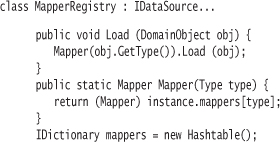 class MapperRegistry : IDataSource...
public void Load (DomainObject obj) {
Mapper(obj.GetType()).Load (obj);
}
public static Mapper Mapper(Type type) {
return (Mapper) instance.mappers[type];
}
IDictionary mappers = new Hashtable();